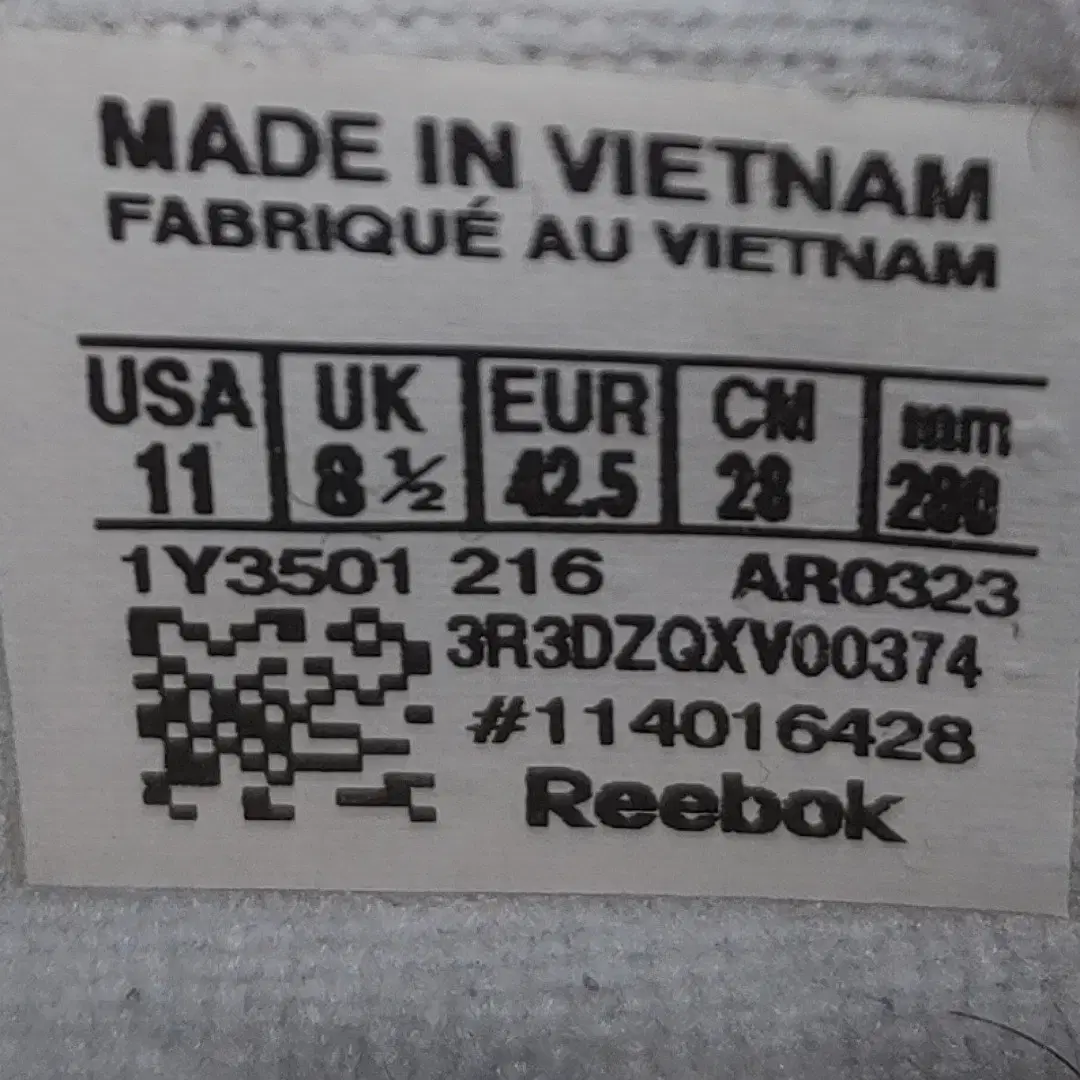 MADE IN VIETNAM
FABRIQUÉ AU VIETNAM
USA UK EUR CM mm
11 8 ½ 42.5 28 280
1Y3501 216 AR0323
3R3DZQXV00374
#114016428
Reebok